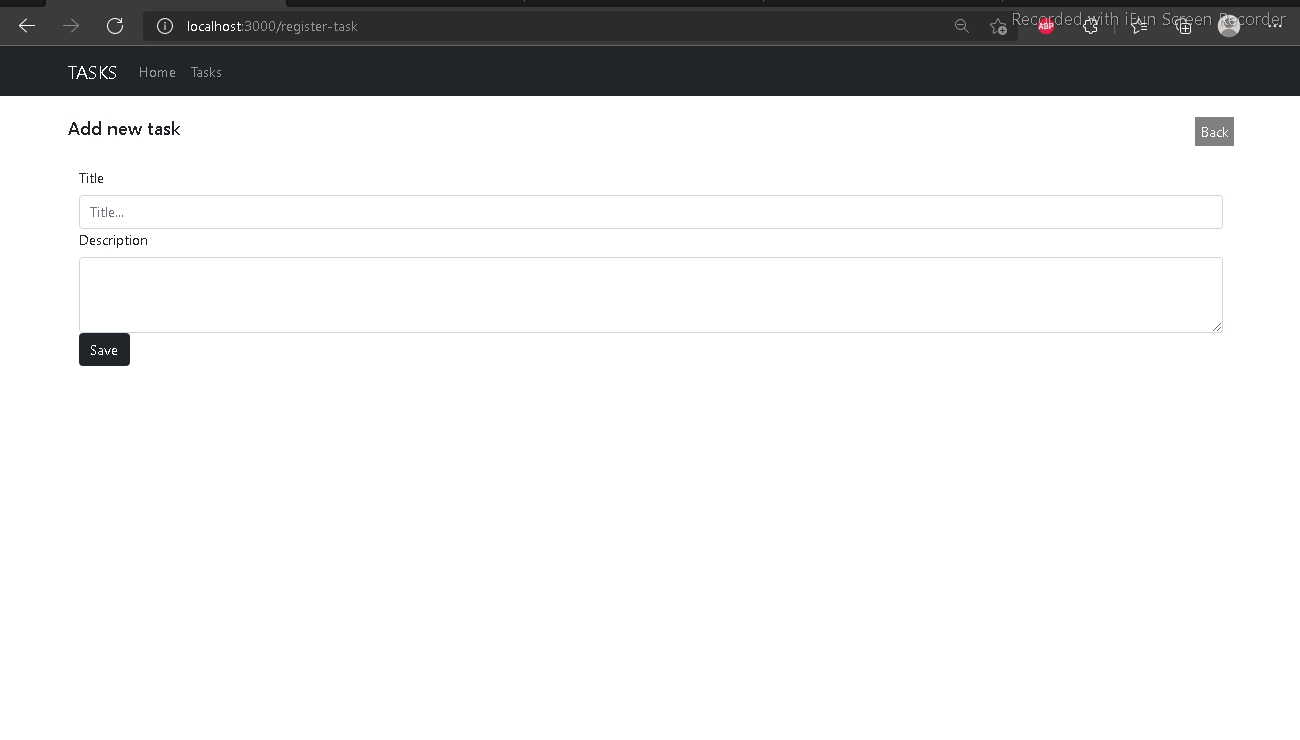 localhost:3000/register-task
Recorded with iFun Screen Recorder
ABP
TASKS Home Tasks
Add new task
Back
Title
Title...
Description
Save